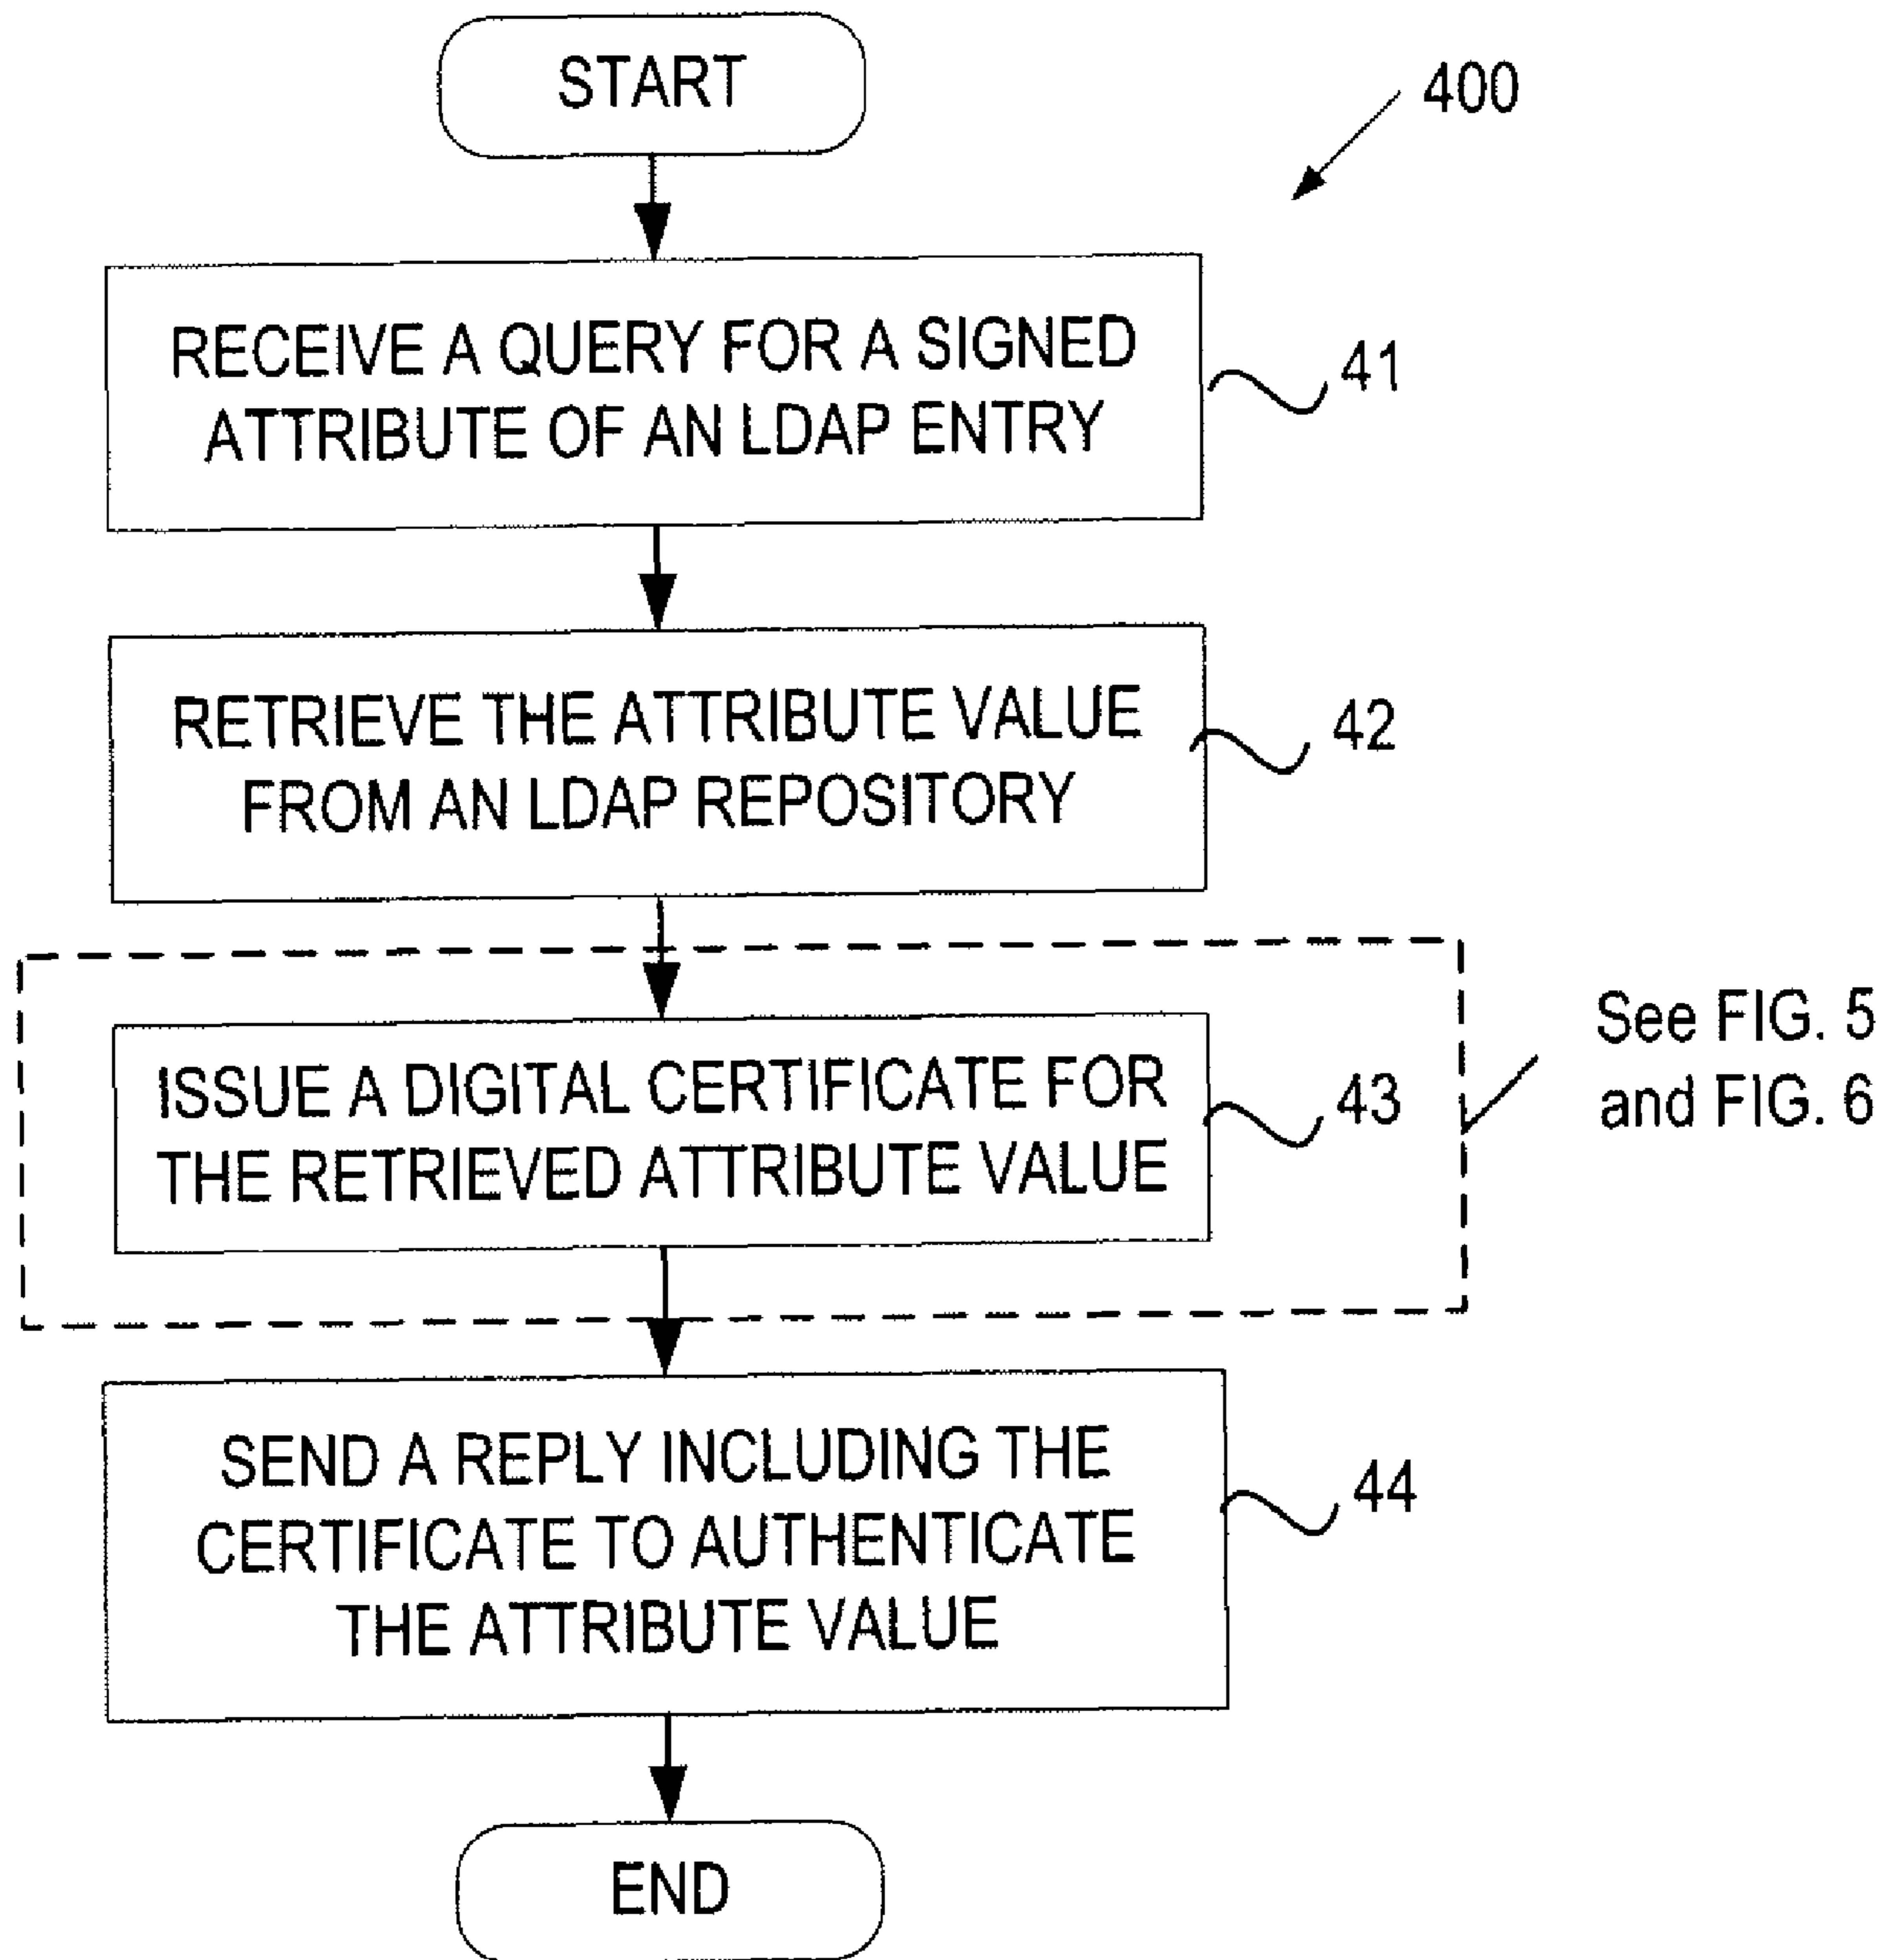 START
400
RECEIVE A QUERY FOR A SIGNED
ATTRIBUTE OF AN LDAP ENTRY
41
RETRIEVE THE ATTRIBUTE VALUE
FROM AN LDAP REPOSITORY
42
ISSUE A DIGITAL CERTIFICATE FOR
THE RETRIEVED ATTRIBUTE VALUE
43
See FIG. 5
and FIG. 6
SEND A REPLY INCLUDING THE
CERTIFICATE TO AUTHENTICATE
THE ATTRIBUTE VALUE
44
END